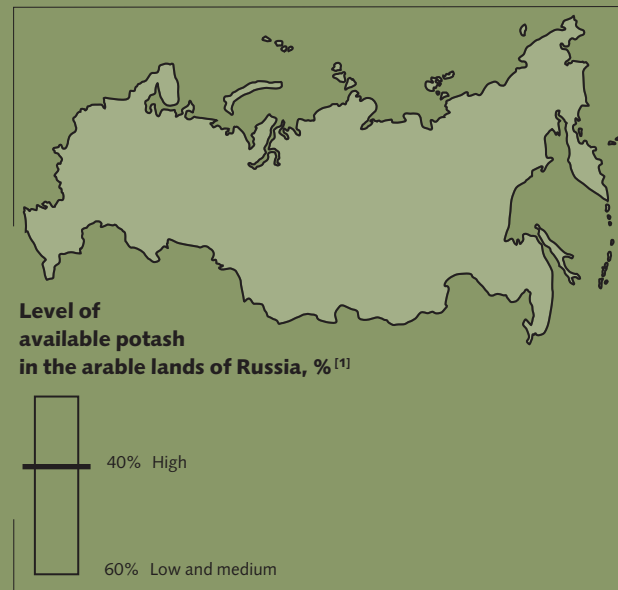 Level of
available potash
in the arable lands of Russia, % [1]
40% High
60% Low and medium